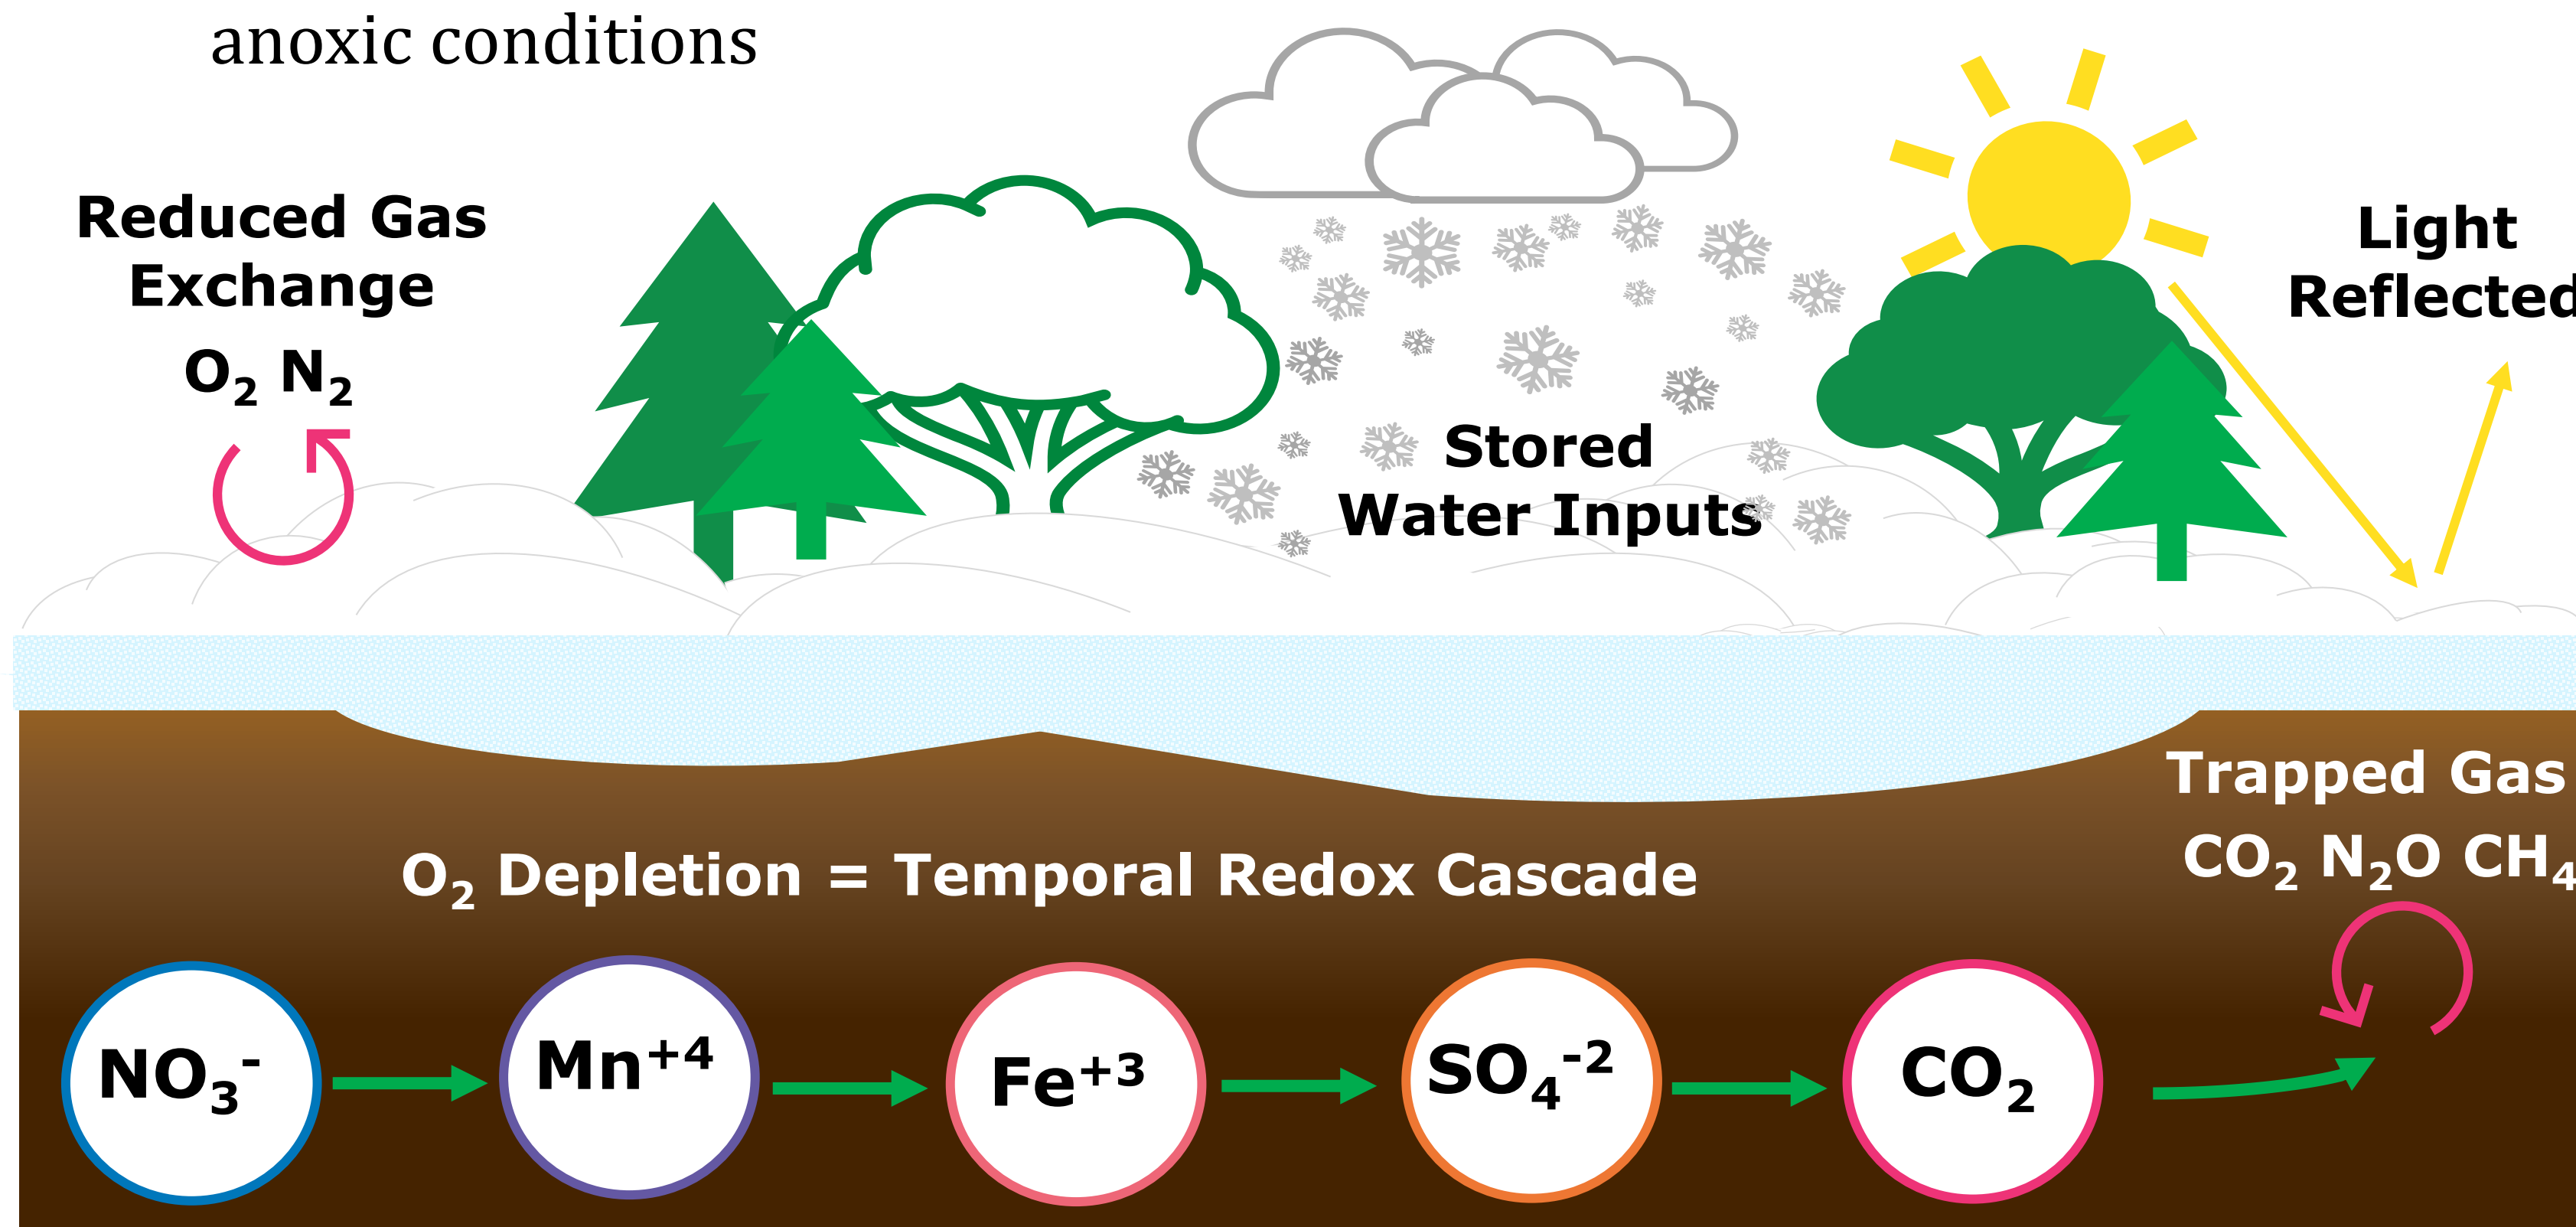 anoxic conditions
Reduced Gas
Exchange
O₂ N₂
Stored
Water Inputs
Light
Reflected
Trapped Gas
CO₂ N₂O CH₄
O₂ Depletion = Temporal Redox Cascade
NO₃⁻
Mn⁺⁴
Fe⁺³
SO₄⁻²
CO₂